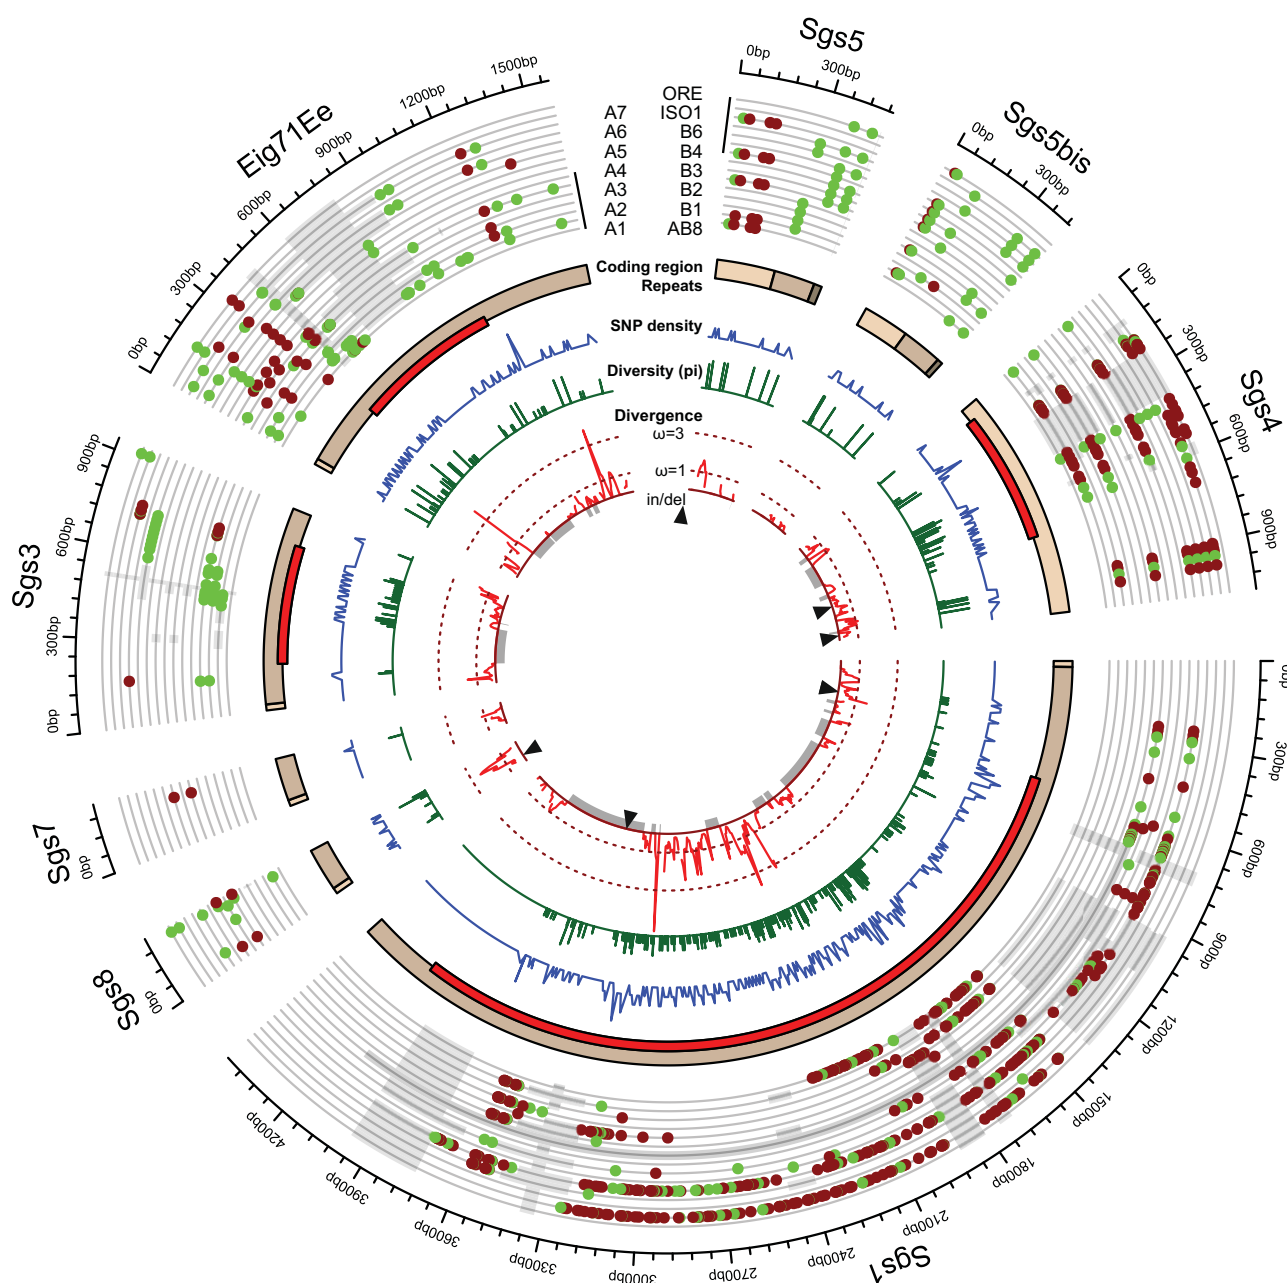 Sgs5
0bp
300bp
Sgs5bis
0bp
300bp
Sgs4
0bp
300bp
600bp
900bp
Sgs1
0bp
300bp
600bp
900bp
1200bp
1500bp
1800bp
2100bp
2400bp
2700bp
3000bp
3300bp
3600bp
3900bp
4200bp
Sgs8
0bp
Sgs7
0bp
Sgs3
0bp
300bp
600bp
900bp
Eig71Ee
0bp
300bp
600bp
900bp
1200bp
1500bp
ORE
A7 ISO1
A6 B6
A5 B4
A4 B3
A3 B2
A2 B1
A1 AB8
Coding region
Repeats
SNP density
Diversity (pi)
Divergence
ω=3
ω=1
in/del